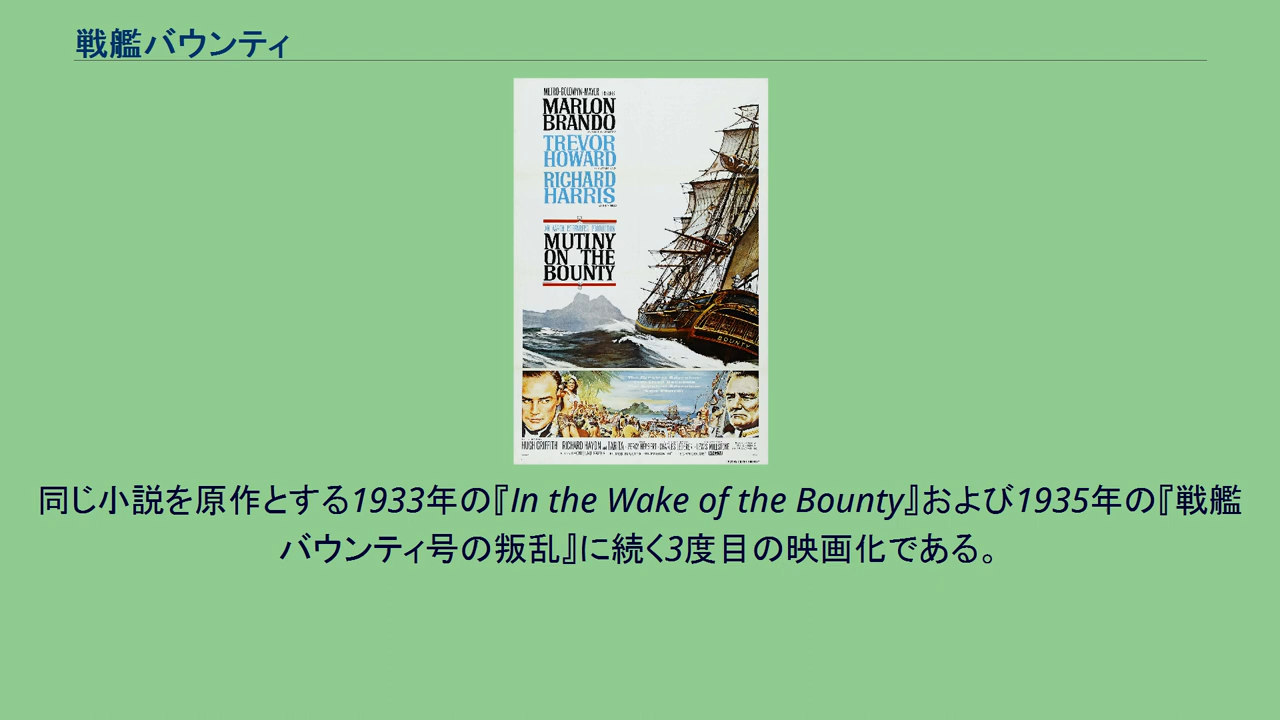 戦艦バウンティ
METRO-GOLDWYN-MAYER
MARLON
BRANDO
TREVOR
HOWARD
RICHARD
HARRIS
MUTINY
ON THE
BOUNTY
BOUNTY
HUGH GRIFFITH RICHARD HAYDN TARITA
同じ小説を原作とする1933年の『In the Wake of the Bounty』および1935年の『戦艦
バウンティ号の叛乱』に続く3度目の映画化である。